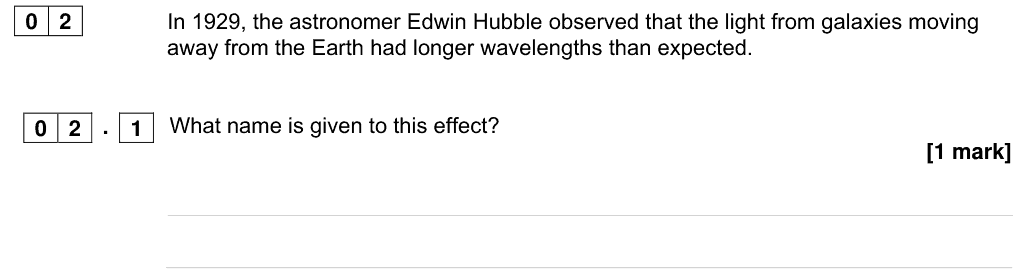 0 2 In 1929, the astronomer Edwin Hubble observed that the light from galaxies moving
away from the Earth had longer wavelengths than expected.
0 2 . 1 What name is given to this effect?
[1 mark]